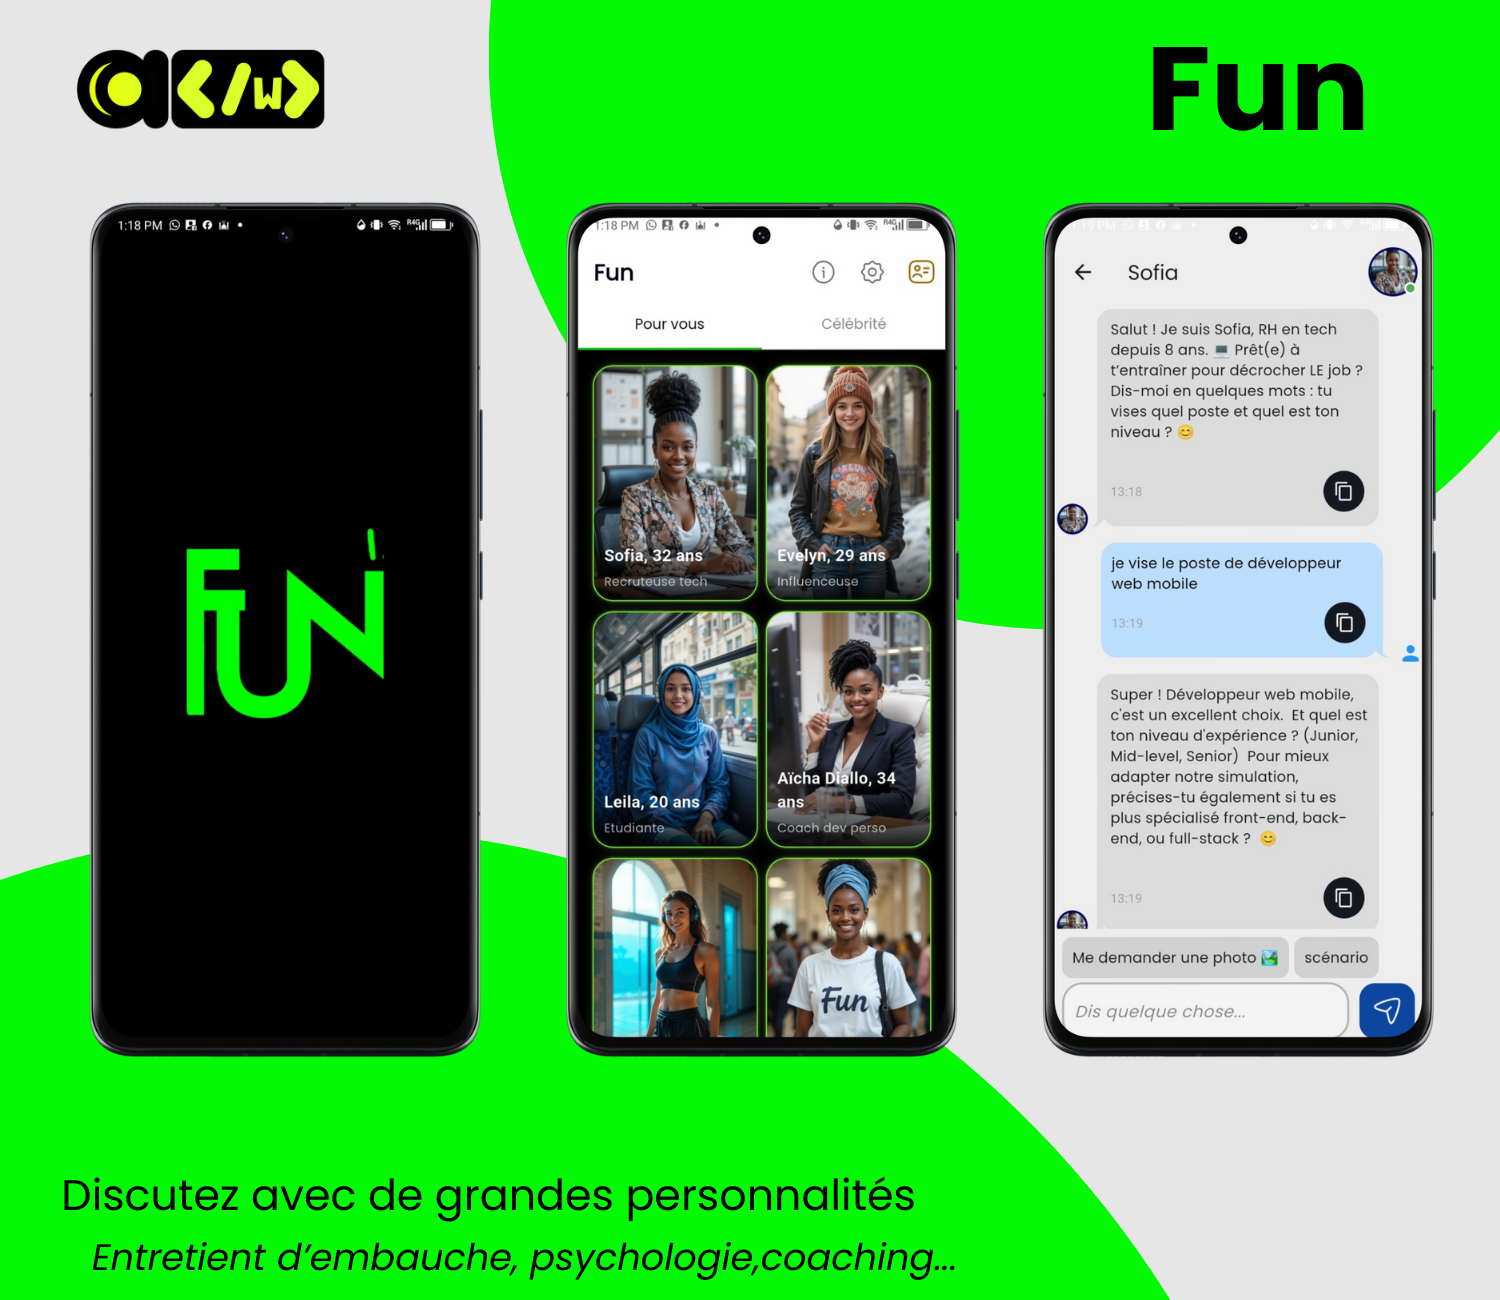 a</w>
Fun
1:18 PM
R4G
FUN
1:18 PM
R4G
Fun
Pour vous
Célébrité
Sofia, 32 ans
Recruteuse tech
Evelyn, 29 ans
Influenceuse
Leila, 20 ans
Etudiante
Aïcha Diallo, 34
ans
Coach dev perso
Fun
1:19 PM
Sofia
Salut ! Je suis Sofia, RH en tech
depuis 8 ans. 💻 Prêt(e) à
t'entraîner pour décrocher LE job ?
Dis-moi en quelques mots : tu
vises quel poste et quel est ton
niveau ? 😊
13:18
je vise le poste de développeur
web mobile
13:19
Super ! Développeur web mobile,
c'est un excellent choix. Et quel est
ton niveau d'expérience ? (Junior,
Mid-level, Senior) Pour mieux
adapter notre simulation,
précises-tu également si tu es
plus spécialisé front-end, back-
end, ou full-stack ? 😊
13:19
Me demander une photo 🏞️
scénario
Dis quelque chose...
Discutez avec de grandes personnalités
Entretient d’embauche, psychologie,coaching...